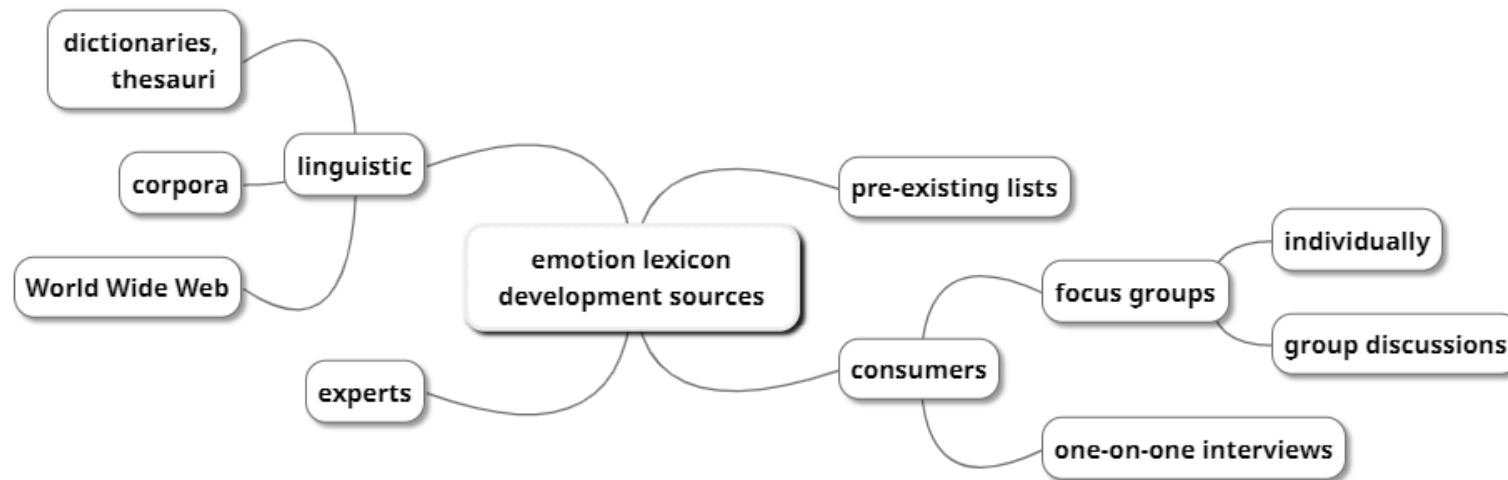 dictionaries,
thesauri
linguistic
corpora
World Wide Web
experts
emotion lexicon
development sources
pre-existing lists
consumers
focus groups
individually
group discussions
one-on-one interviews